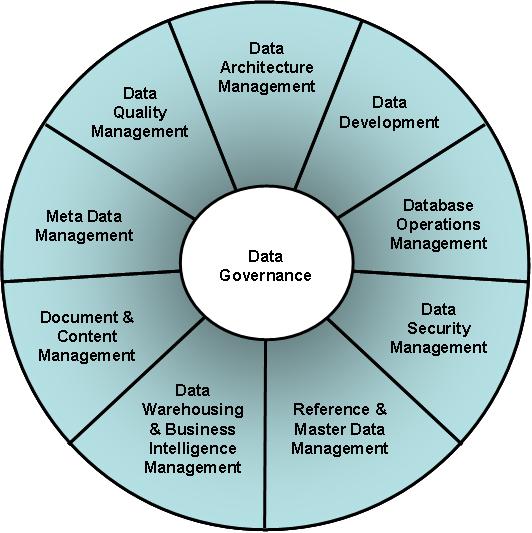 Data
Architecture
Management
Data
Development
Database
Operations
Management
Data
Security
Management
Reference &
Master Data
Management
Data
Warehousing
& Business
Intelligence
Management
Document &
Content
Management
Meta Data
Management
Data
Quality
Management
Data
Governance